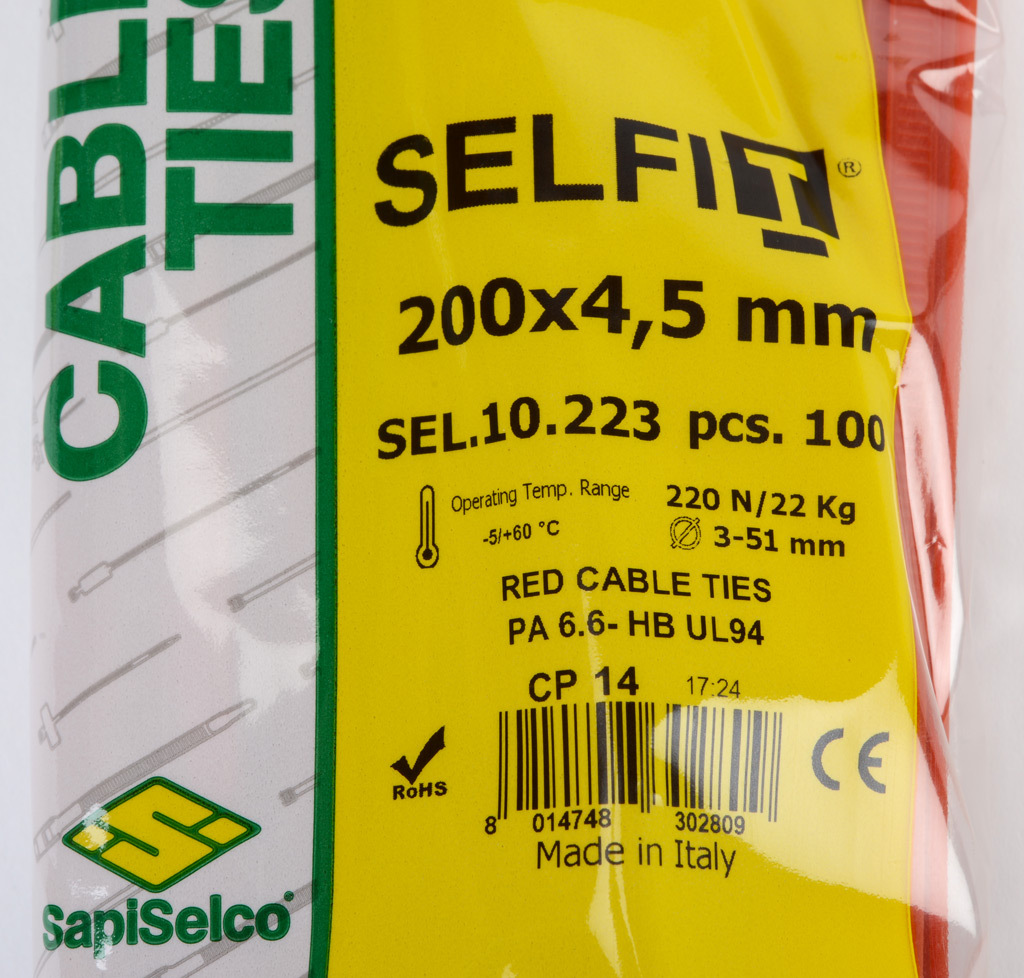 CABLE
TIES
SELFIT®
200x4,5 mm
SEL.10.223 pcs. 100
Operating Temp. Range
-5/+60 °C
220 N/22 Kg
3-51 mm
RED CABLE TIES
PA 6.6- HB UL94
CP 14 17:24
RoHS
CE
8 014748 302809
Made in Italy
SapiSelco